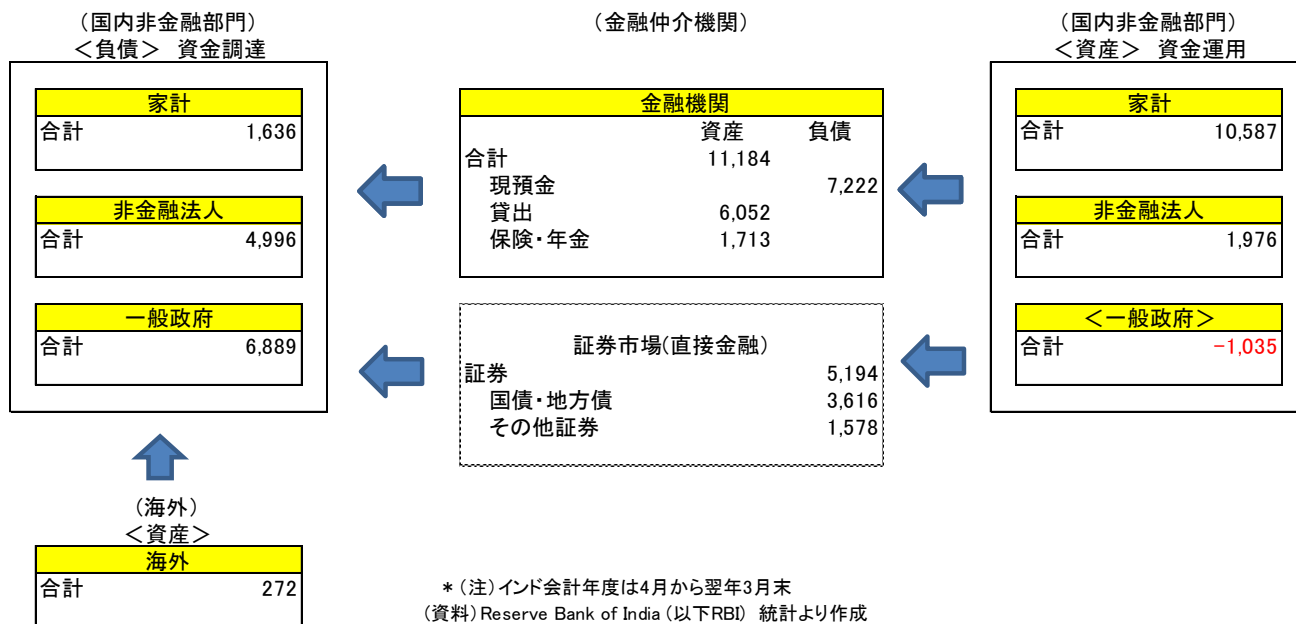 (国内非金融部門)
＜負債＞ 資金調達
家計
合計 1,636
非金融法人
合計 4,996
一般政府
合計 6,889
(海外)
＜資産＞
海外
合計 272
(金融仲介機関)
金融機関
資産 負債
合計 11,184
現預金 7,222
貸出 6,052
保険・年金 1,713
証券市場(直接金融)
証券 5,194
国債・地方債 3,616
その他証券 1,578
(国内非金融部門)
＜資産＞ 資金運用
家計
合計 10,587
非金融法人
合計 1,976
＜一般政府＞
合計 -1,035
*(注)インド会計年度は4月から翌年3月末
(資料)Reserve Bank of India (以下RBI) 統計より作成